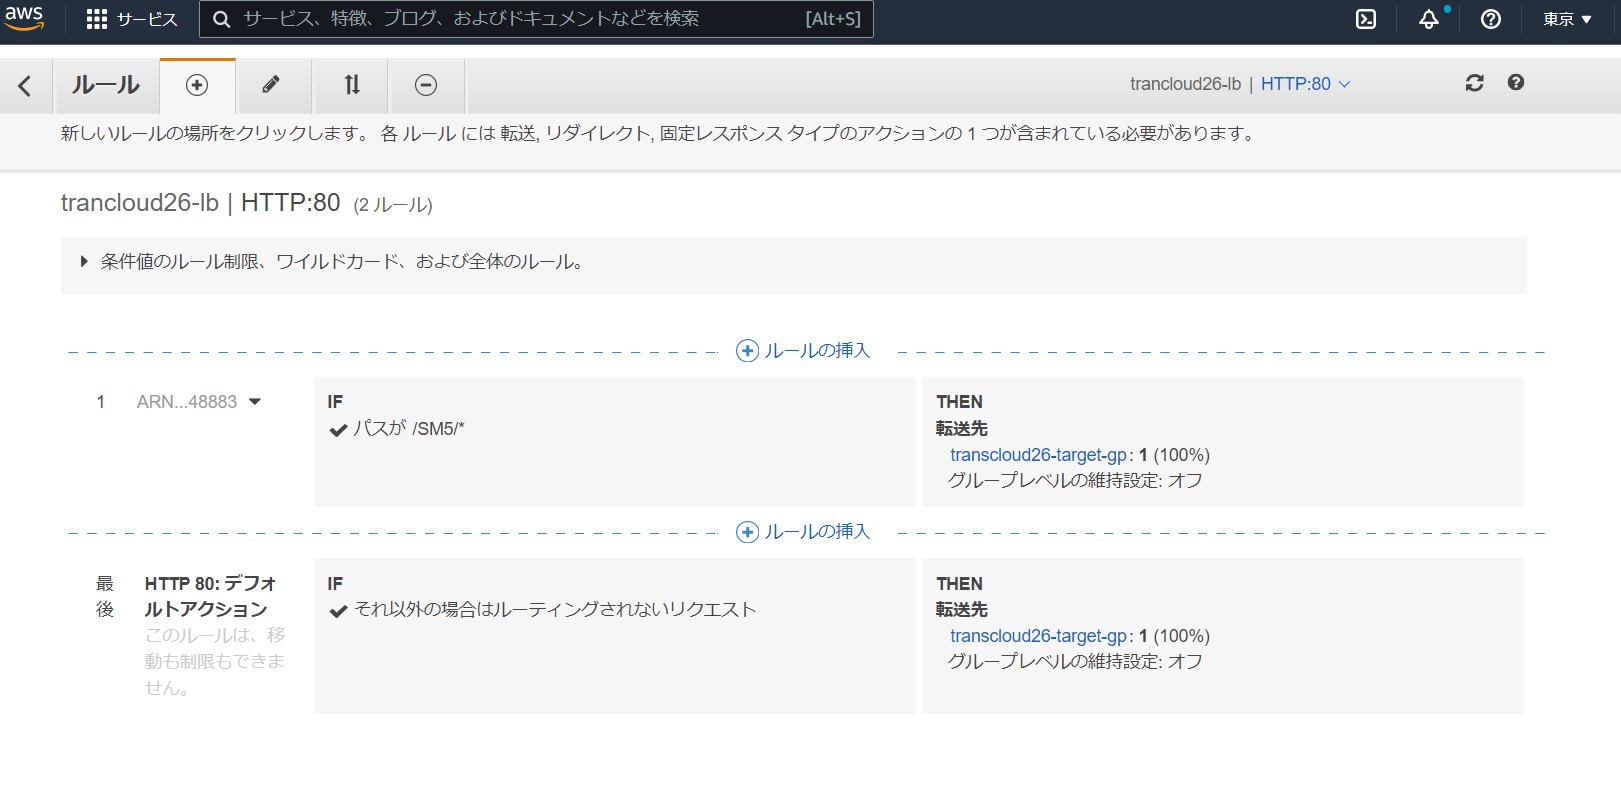 aws サービス サービス、特徴、ブログ、およびドキュメントなどを検索 [Alt+S] 東京
ルール trancloud26-lb | HTTP:80
新しいルールの場所をクリックします。 各 ルール には 転送, リダイレクト, 固定レスポンス タイプのアクションの 1 つが含まれている必要があります。
trancloud26-lb | HTTP:80 (2 ルール)
条件値のルール制限、ワイルドカード、および全体のルール。
ルールの挿入
1 ARN...48883
IF
パスが /SM5/*
THEN
転送先
transcloud26-target-gp: 1 (100%)
グループレベルの維持設定: オフ
ルールの挿入
最
後
HTTP 80: デフォ
ルトアクション
このルールは、移
動も制限もできま
せん。
IF
それ以外の場合はルーティングされないリクエスト
THEN
転送先
transcloud26-target-gp: 1 (100%)
グループレベルの維持設定: オフ